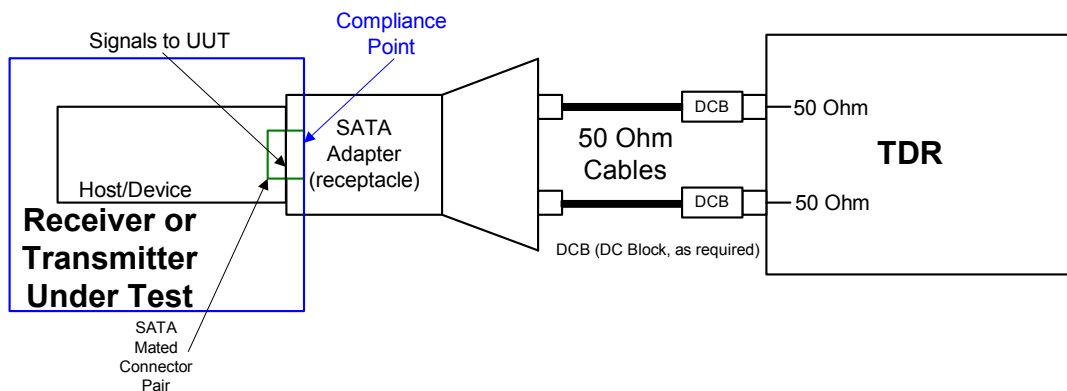 Signals to UUT
Compliance
Point
SATA
Adapter
(receptacle)
Host/Device
Receiver or
Transmitter
Under Test
SATA
Mated
Connector
Pair
50 Ohm
Cables
DCB
DCB
DCB (DC Block, as required)
50 Ohm
TDR
50 Ohm